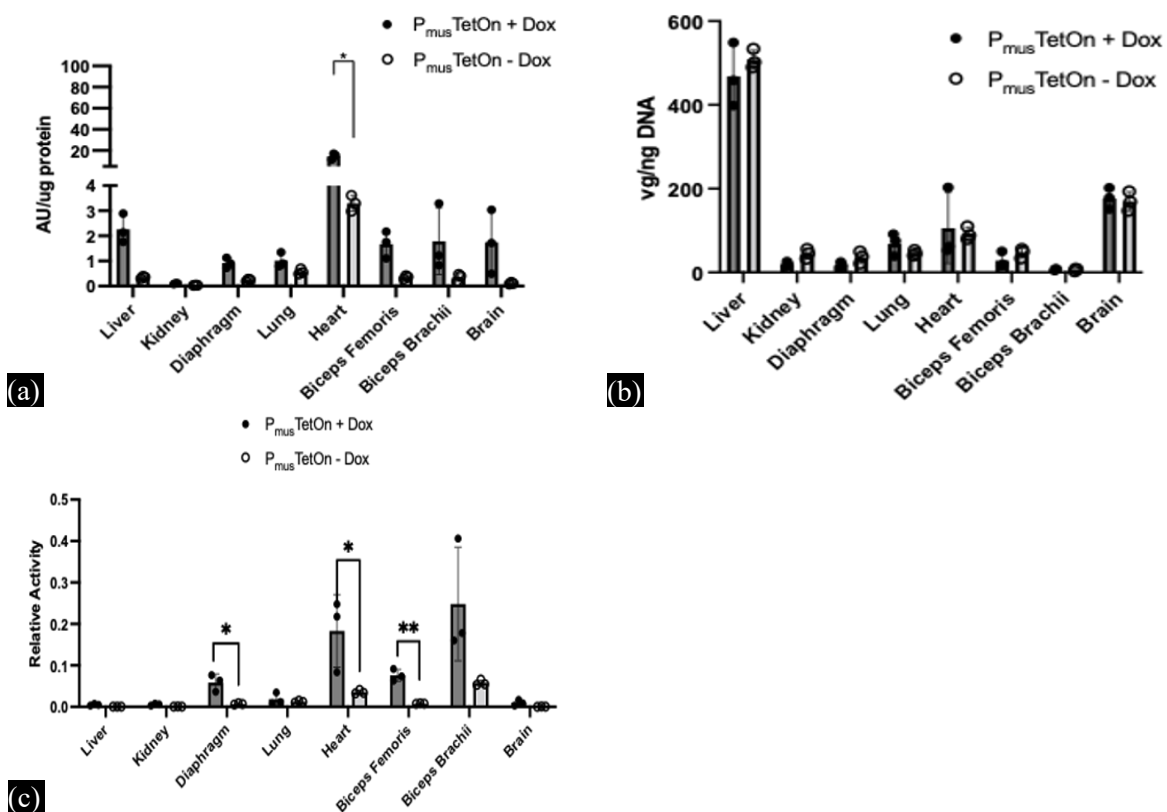 P_mus TetOn + Dox
P_mus TetOn - Dox
*
AU/ug protein
100
80
60
40
20
4
3
2
1
0
Liver
Kidney
Diaphragm
Lung
Heart
Biceps Femoris
Biceps Brachii
Brain
(a)
P_mus TetOn + Dox
P_mus TetOn - Dox
vg/ng DNA
600
400
200
0
Liver
Kidney
Diaphragm
Lung
Heart
Biceps Femoris
Biceps Brachii
Brain
(b)
P_mus TetOn + Dox
P_mus TetOn - Dox
Relative Activity
0.5
0.4
0.3
0.2
0.1
0.0
*
*
**
Liver
Kidney
Diaphragm
Lung
Heart
Biceps Femoris
Biceps Brachii
Brain
(c)